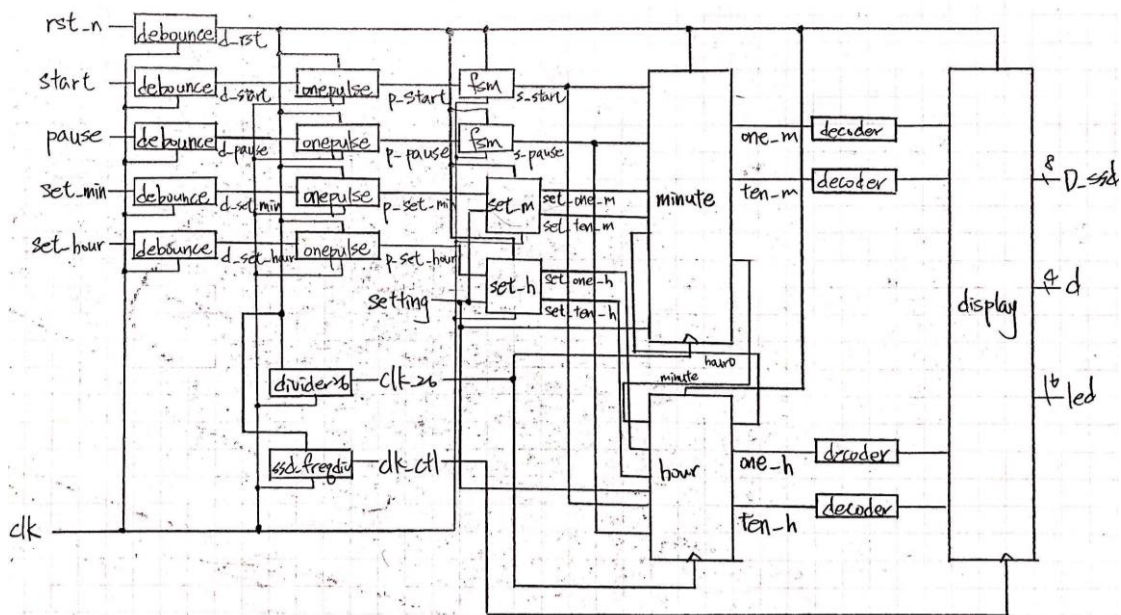 rst_n debounce d_rst
start debounce d_start onepulse p_start fsm s_start
pause debounce d_pause onepulse p_pause fsm s_pause
set_min debounce d_set_min onepulse p_set_min set_m set_one_m
set_ten_m
set_hour debounce d_set_hour onepulse p_set_hour set_h set_one_h
setting set_ten_h
minute
one_m decoder
ten_m decoder
8 D_ssd
4 d
display
16 led
hour0
minute
divider26 clk_26
ssd_freqdiv clk_ctl
hour
one_h decoder
ten_h decoder
clk